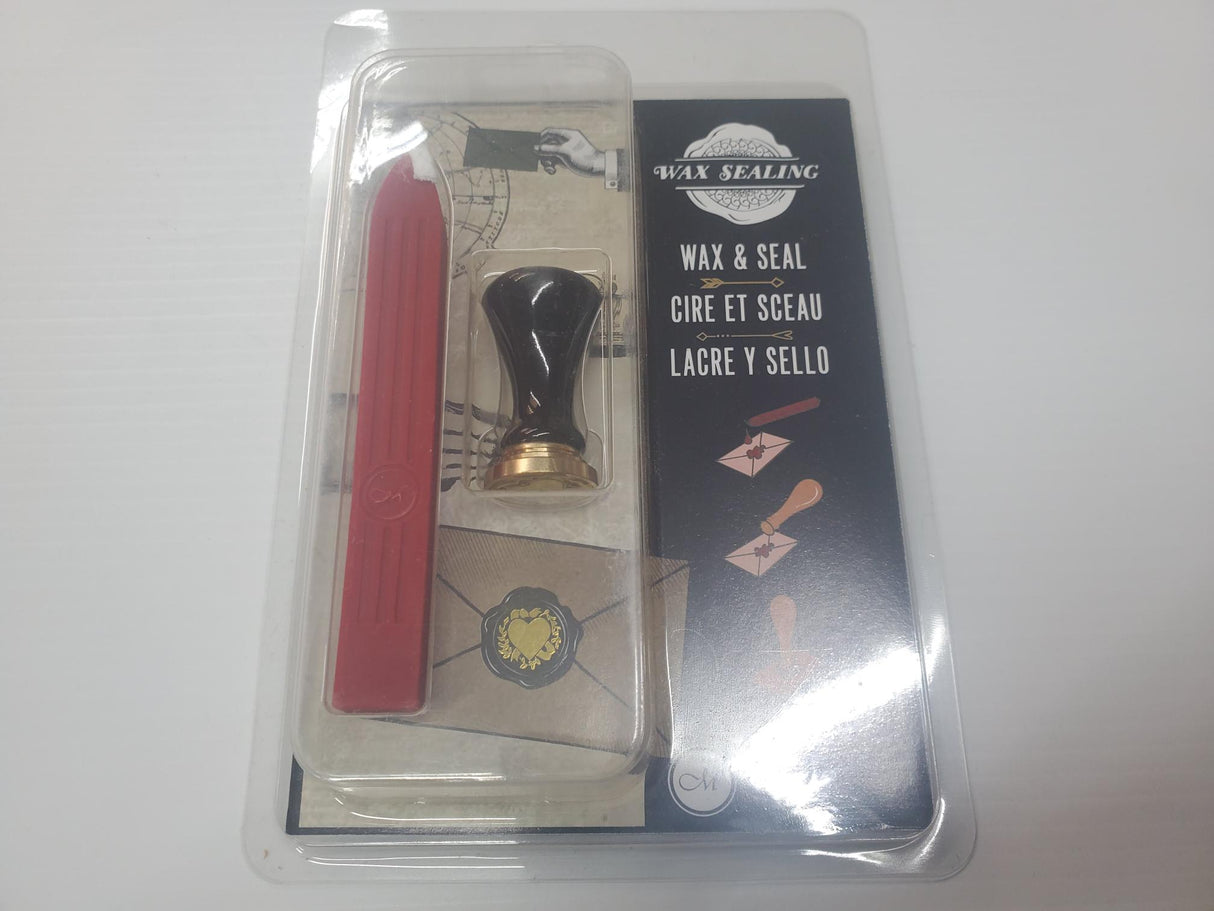 WAX SEALING
WAX & SEAL
CIRE ET SCEAU
LACRE Y SELLO
M
M